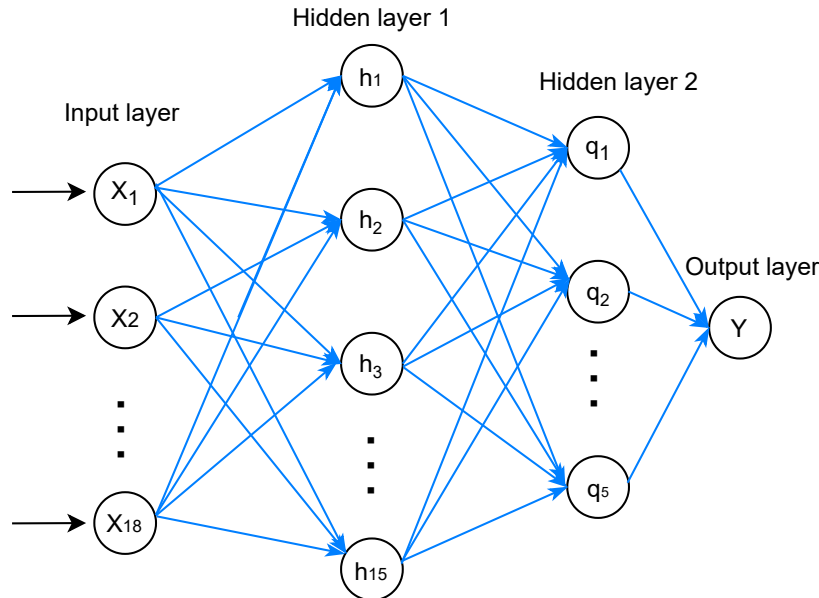 Hidden layer 1
Hidden layer 2
Input layer
Output layer
X1
X2
X18
h1
h2
h3
h15
q1
q2
q5
Y